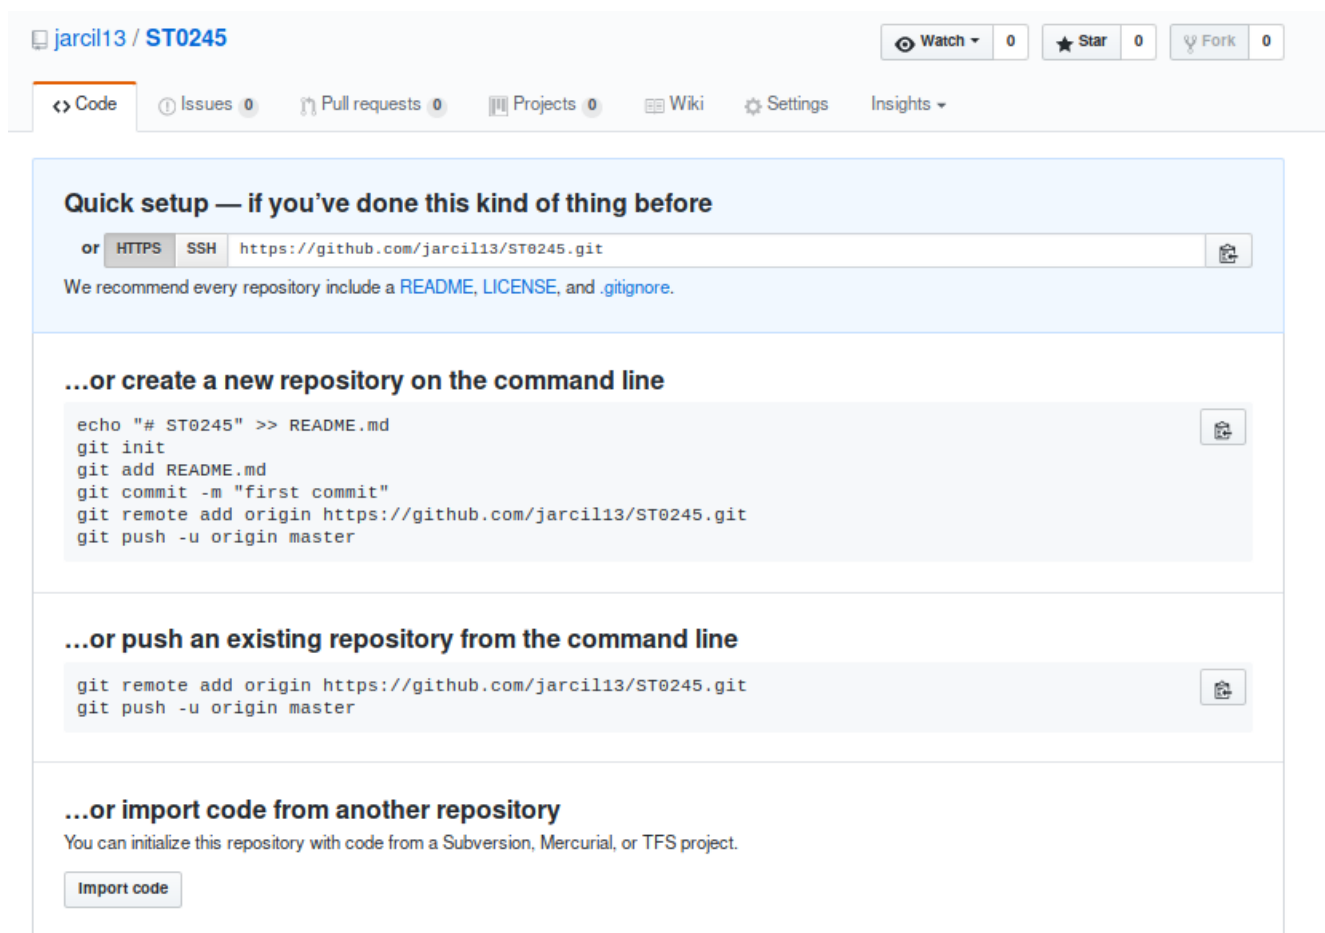 jarcil13 / ST0245
Watch 0 Star 0 Fork 0
Code Issues 0 Pull requests 0 Projects 0 Wiki Settings Insights
Quick setup — if you’ve done this kind of thing before
or HTTPS SSH https://github.com/jarcil13/ST0245.git
We recommend every repository include a README, LICENSE, and .gitignore.
…or create a new repository on the command line
echo "# ST0245" >> README.md
git init
git add README.md
git commit -m "first commit"
git remote add origin https://github.com/jarcil13/ST0245.git
git push -u origin master
…or push an existing repository from the command line
git remote add origin https://github.com/jarcil13/ST0245.git
git push -u origin master
…or import code from another repository
You can initialize this repository with code from a Subversion, Mercurial, or TFS project.
Import code